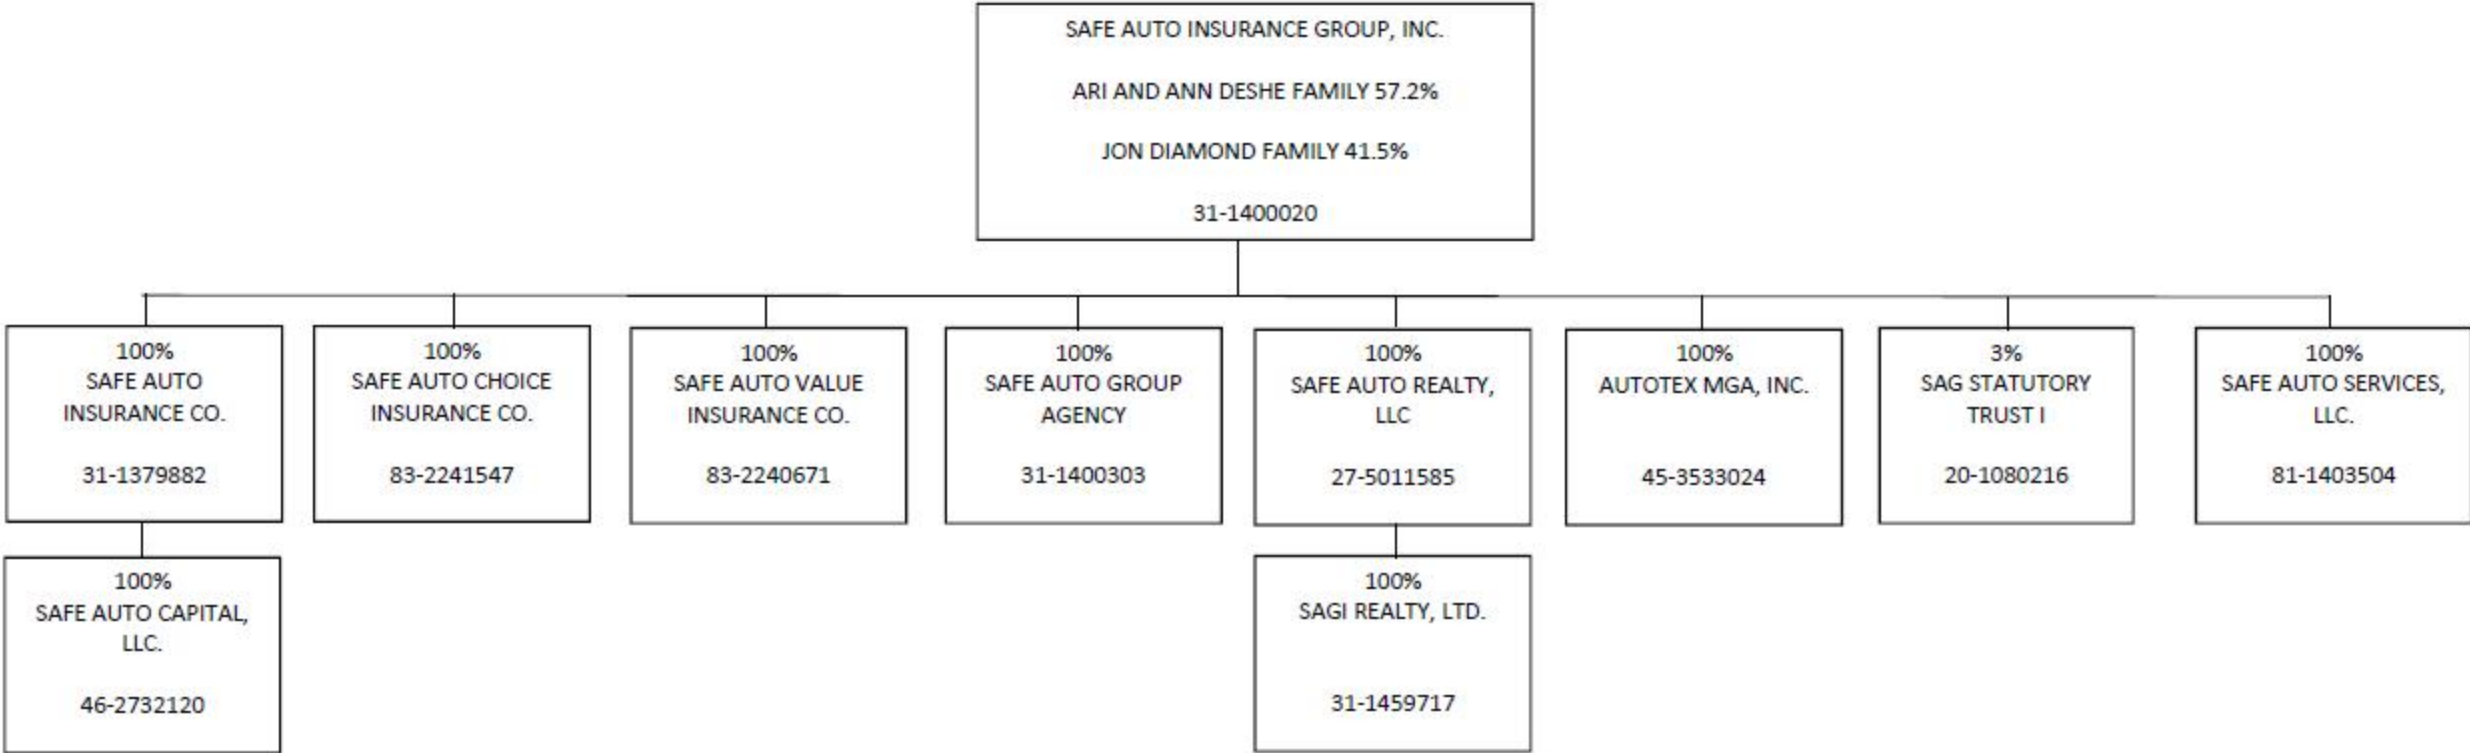 SAFE AUTO INSURANCE GROUP, INC.
ARI AND ANN DESHE FAMILY 57.2%
JON DIAMOND FAMILY 41.5%
31-1400020
100%
SAFE AUTO
INSURANCE CO.
31-1379882
100%
SAFE AUTO CHOICE
INSURANCE CO.
83-2241547
100%
SAFE AUTO VALUE
INSURANCE CO.
83-2240671
100%
SAFE AUTO GROUP
AGENCY
31-1400303
100%
SAFE AUTO REALTY,
LLC
27-5011585
100%
AUTOTEX MGA, INC.
45-3533024
3%
SAG STATUTORY
TRUST I
20-1080216
100%
SAFE AUTO SERVICES,
LLC.
81-1403504
100%
SAFE AUTO CAPITAL,
LLC.
46-2732120
100%
SAGI REALTY, LTD.
31-1459717